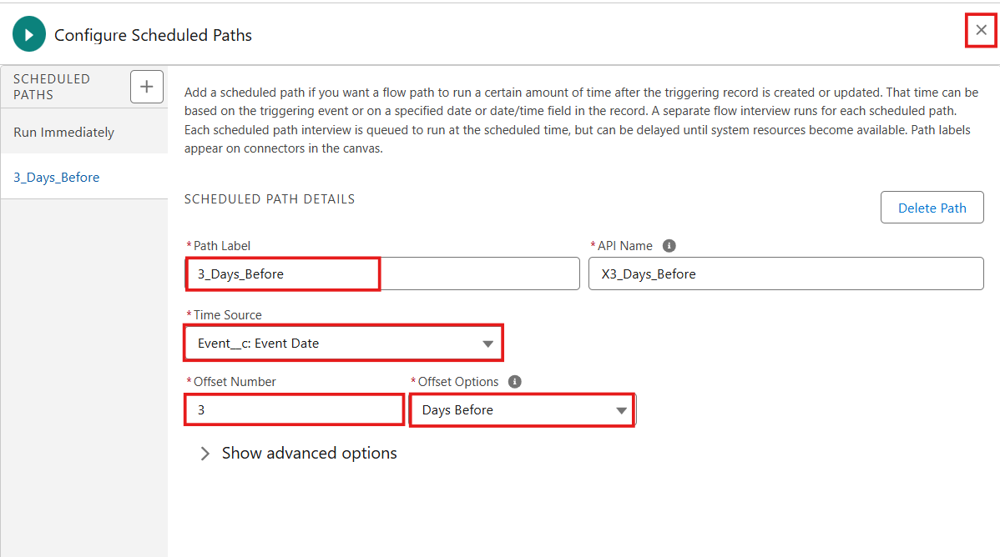 Configure Scheduled Paths
SCHEDULED
PATHS
Run Immediately
3_Days_Before
Add a scheduled path if you want a flow path to run a certain amount of time after the triggering record is created or updated. That time can be
based on the triggering event or on a specified date or date/time field in the record. A separate flow interview runs for each scheduled path.
Each scheduled path interview is queued to run at the scheduled time, but can be delayed until system resources become available. Path labels
appear on connectors in the canvas.
SCHEDULED PATH DETAILS
Delete Path
*Path Label
3_Days_Before
*API Name
X3_Days_Before
*Time Source
Event__c: Event Date
*Offset Number
3
*Offset Options
Days Before
Show advanced options